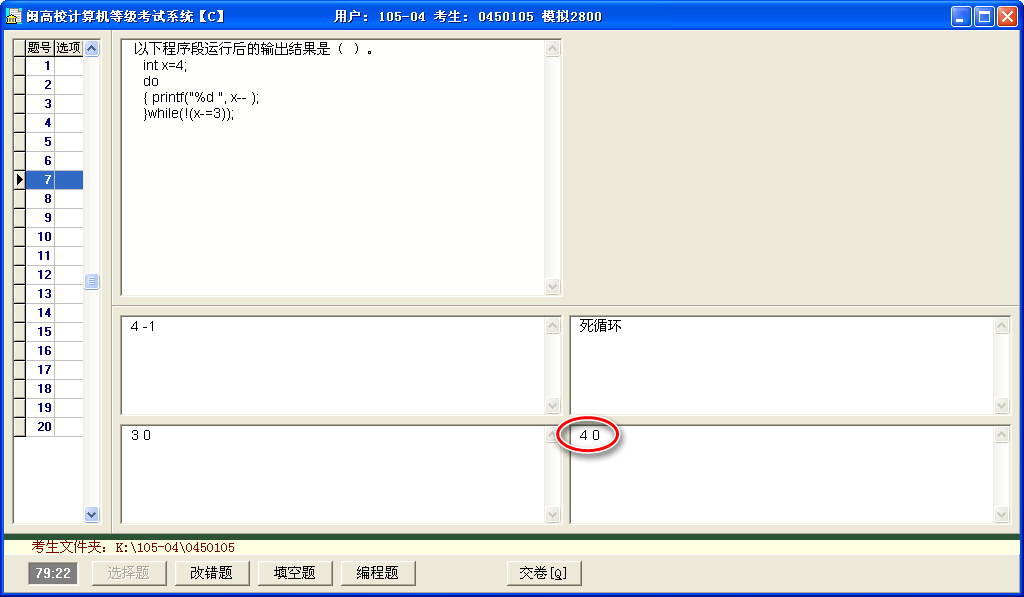 闽高校计算机等级考试系统【C】 用户: 105-04 考生: 0450105 模拟2800
题号 选项
1
2
3
4
5
6
7
8
9
10
11
12
13
14
15
16
17
18
19
20
以下程序段运行后的输出结果是（ ）。
int x=4;
do
{ printf("%d ", x-- );
}while(!(x-=3));
4 -1
死循环
3 0
4 0
考生文件夹: K:\105-04\0450105
79:22 选择题 改错题 填空题 编程题 交卷[Q]